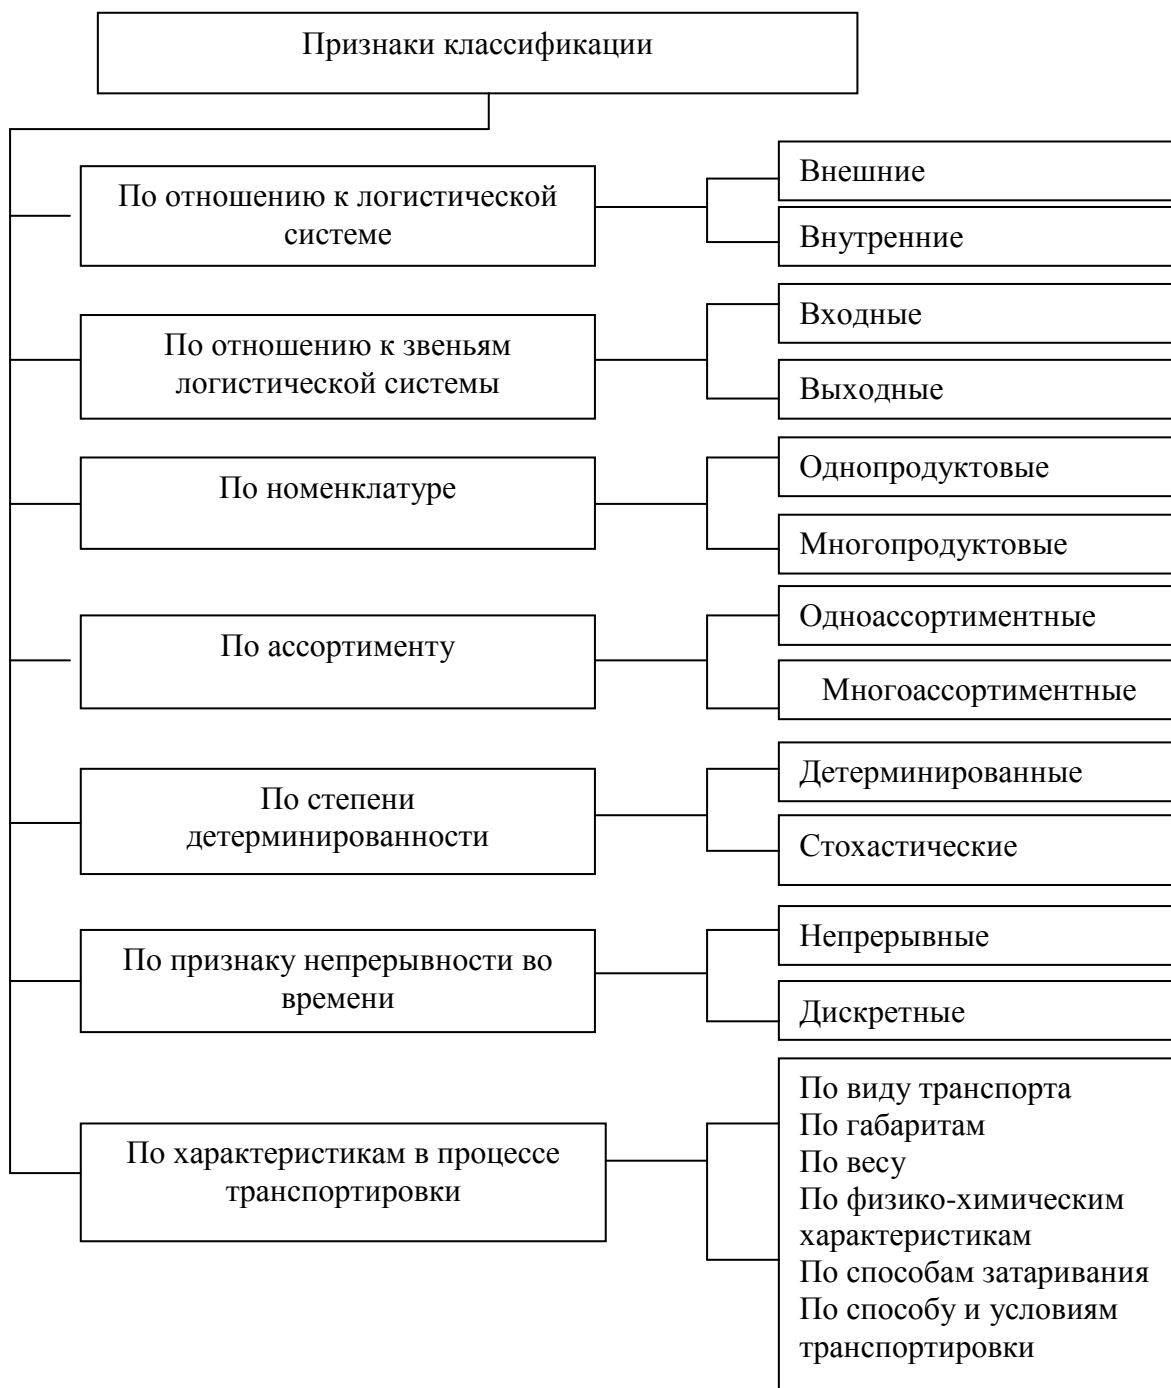 Признаки классификации
По отношению к логистической
системе
Внешние
Внутренние
По отношению к звеньям
логистической системы
Входные
Выходные
По номенклатуре
Однопродуктовые
Многопродуктовые
По ассортименту
Одноассортиментные
Многоассортиментные
По степени
детерминированности
Детерминированные
Стохастические
По признаку непрерывности во
времени
Непрерывные
Дискретные
По характеристикам в процессе
транспортировки
По виду транспорта
По габаритам
По весу
По физико-химическим
характеристикам
По способам затаривания
По способу и условиям
транспортировки